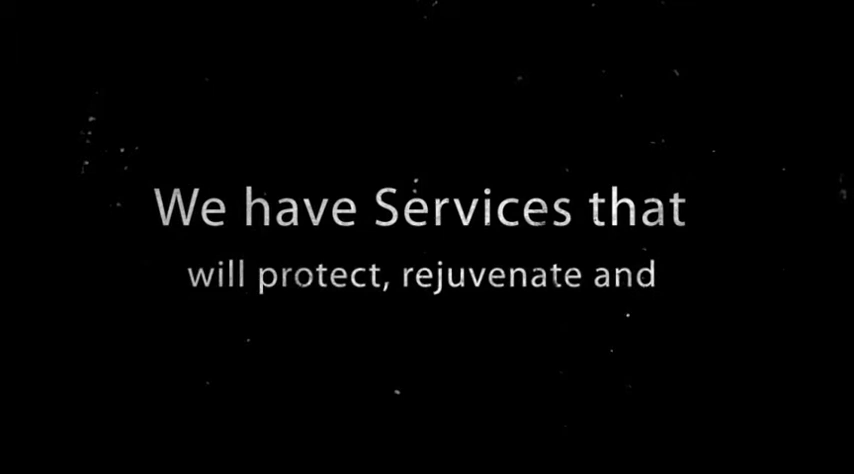 We have Services that
will protect, rejuvenate and